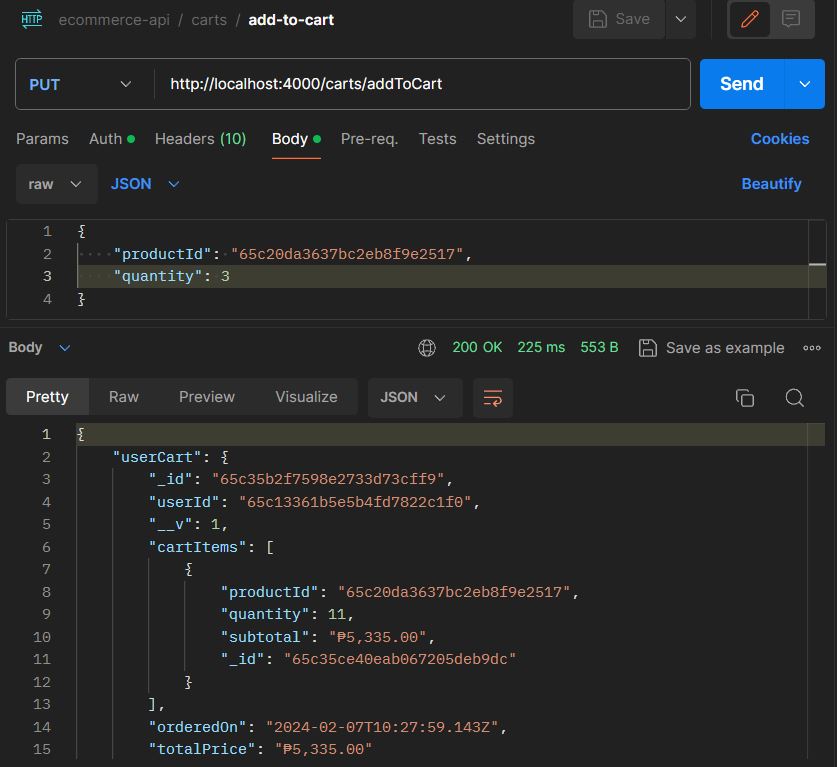 HTTP ecommerce-api / carts / add-to-cart Save
PUT http://localhost:4000/carts/addToCart Send
Params Auth Headers (10) Body Pre-req. Tests Settings Cookies
raw JSON Beautify
1 {
2 "productId": "65c20da3637bc2eb8f9e2517",
3 "quantity": 3
4 }
Body 200 OK 225 ms 553 B Save as example
Pretty Raw Preview Visualize JSON
1 {
2 "userCart": {
3 "_id": "65c35b2f7598e2733d73cff9",
4 "userId": "65c13361b5e5b4fd7822c1f0",
5 "__v": 1,
6 "cartItems": [
7 {
8 "productId": "65c20da3637bc2eb8f9e2517",
9 "quantity": 11,
10 "subtotal": "₱5,335.00",
11 "_id": "65c35ce40eab067205deb9dc"
12 }
13 ],
14 "orderedOn": "2024-02-07T10:27:59.143Z",
15 "totalPrice": "₱5,335.00"